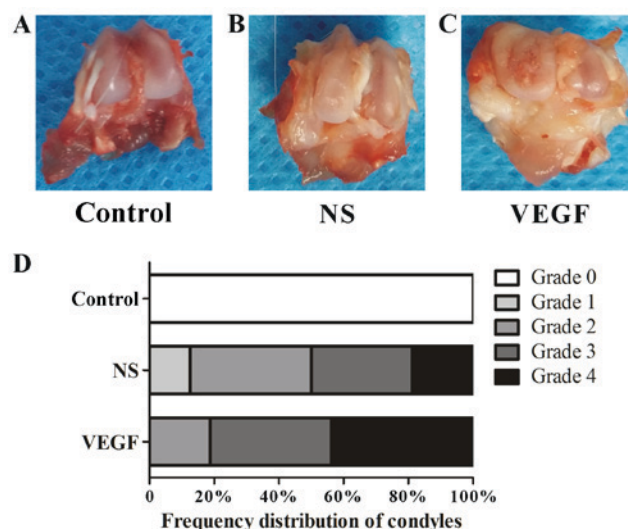 A
B
C
Control
NS
VEGF
D
Control
NS
VEGF
Grade 0
Grade 1
Grade 2
Grade 3
Grade 4
0 20% 40% 60% 80% 100%
Frequency distribution of condyles